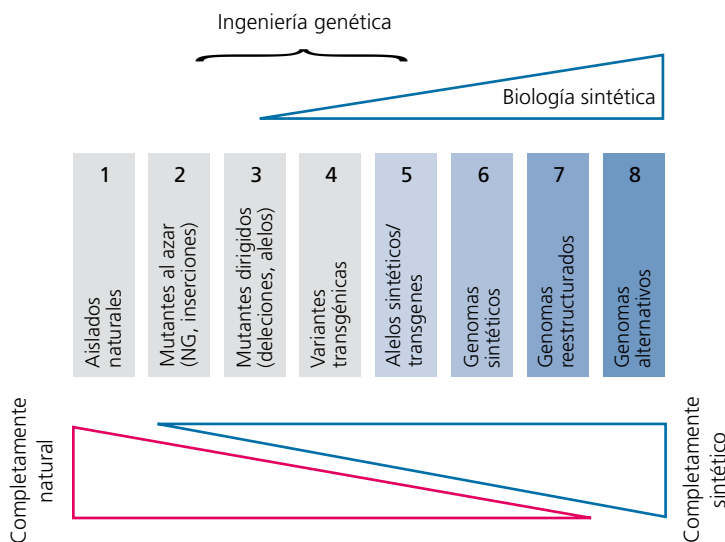 Ingeniería genética
Biología sintética
1
Aislados
naturales
2
Mutantes al azar
(NG, inserciones)
3
Mutantes dirigidos
(deleciones, alelos)
4
Variantes
transgénicas
5
Alelos sintéticos/
transgenes
6
Genomas
sintéticos
7
Genomas
reestructurados
8
Genomas
alternativos
Completamente
natural
Completamente
sintético